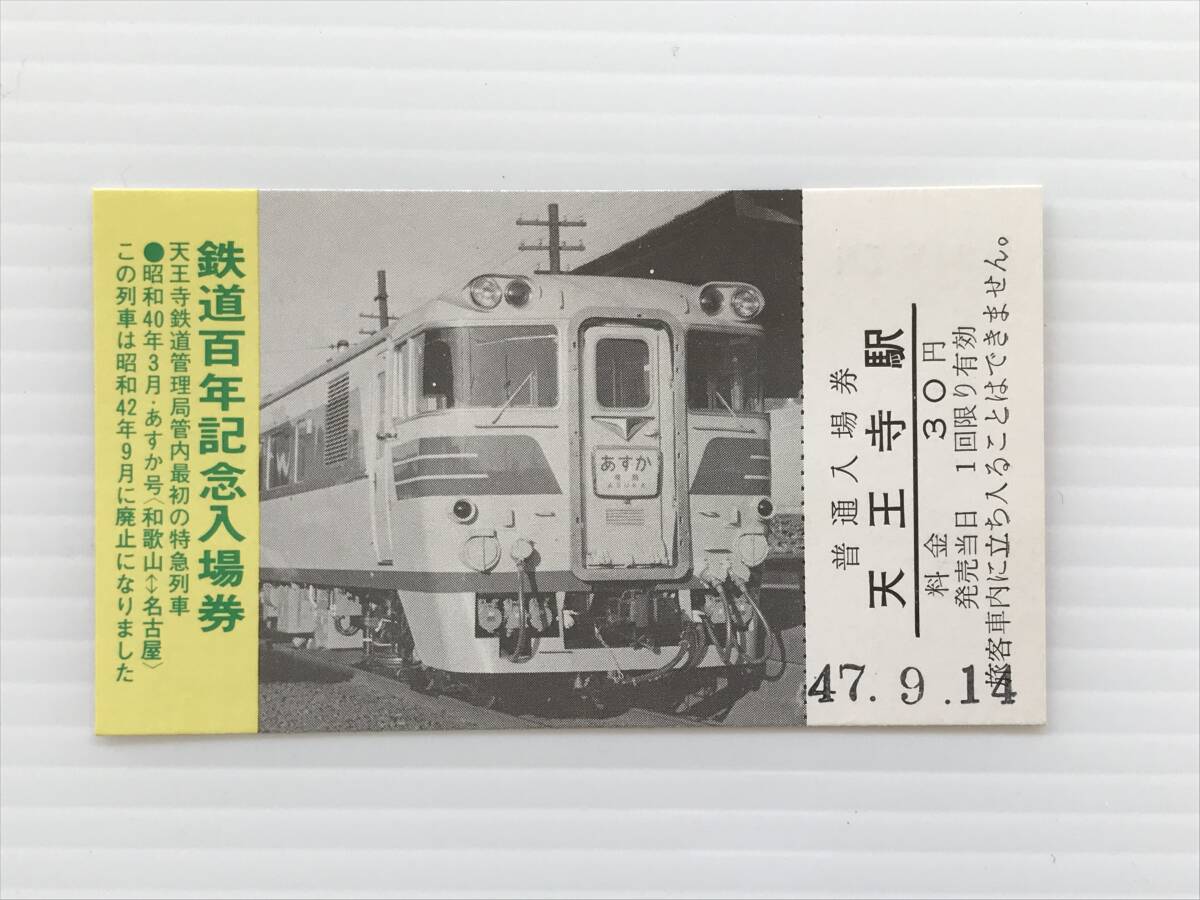 鉄道百年記念入場券
天王寺鉄道管理局管内最初の特急列車
●昭和40年3月・あすか号〈和歌山↕名古屋〉
この列車は昭和42年9月に廃止になりました
あすか
ASUKA
普通入場券
天王寺駅
料金 30円
発売当日1回限り有効
旅客車内に立ち入ることはできません。
47.9.14